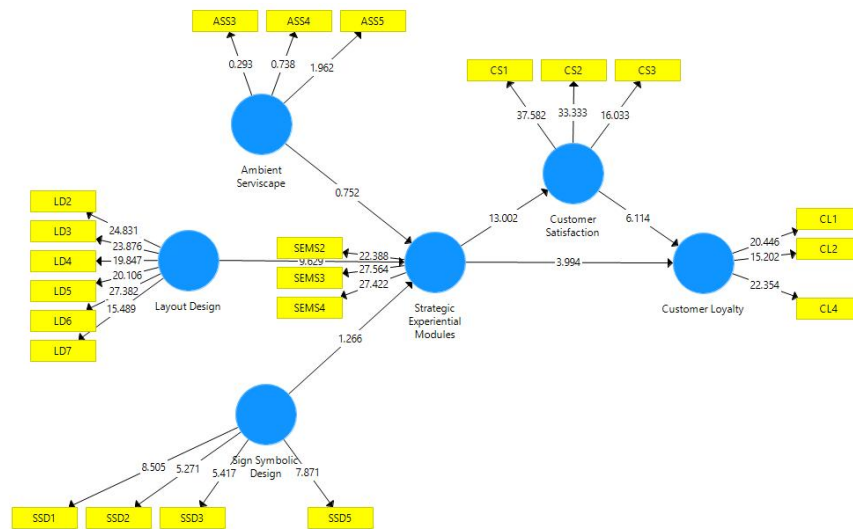 ASS3 ASS4 ASS5
0.293 0.738 1.962
CS1 CS2 CS3
37.582 33.333 16.033
Ambient
Serviscape
Customer
Satisfaction
0.752
13.002
6.114
LD2
LD3
LD4
LD5
LD6
LD7
24.831
23.876
19.847
20.106
27.382
15.489
Layout Design
9.629
SEMS2
SEMS3
SEMS4
22.388
27.564
27.422
Strategic
Experiential
Modules
3.994
CL1
CL2
CL4
20.446
15.202
22.354
Customer Loyalty
1.266
Sign Symbolic
Design
8.505 5.271 5.417 7.871
SSD1 SSD2 SSD3 SSD5